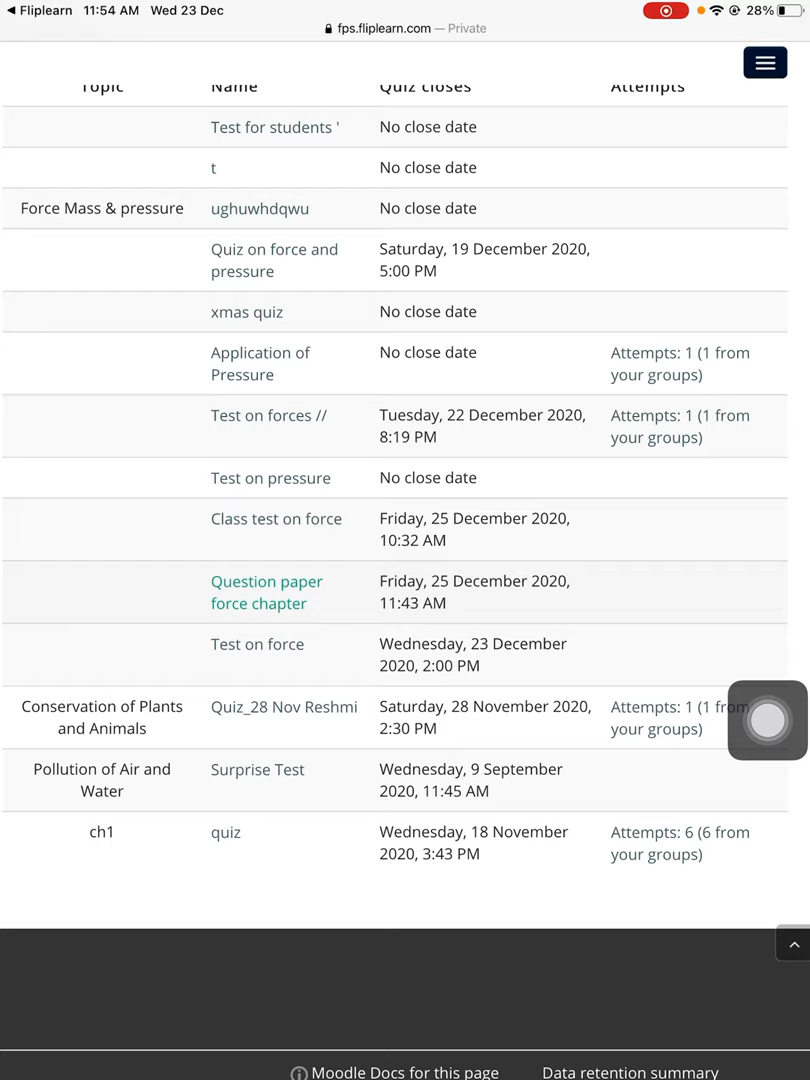 Fliplearn 11:54 AM Wed 23 Dec 28%
fps.fliplearn.com — Private
Topic Name Quiz closes Attempts
Test for students ' No close date
t No close date
Force Mass & pressure ughuwhdqwu No close date
Quiz on force and Saturday, 19 December 2020,
pressure 5:00 PM
xmas quiz No close date
Application of No close date Attempts: 1 (1 from
Pressure your groups)
Test on forces // Tuesday, 22 December 2020, Attempts: 1 (1 from
8:19 PM your groups)
Test on pressure No close date
Class test on force Friday, 25 December 2020,
10:32 AM
Question paper Friday, 25 December 2020,
force chapter 11:43 AM
Test on force Wednesday, 23 December
2020, 2:00 PM
Conservation of Plants Quiz_28 Nov Reshmi Saturday, 28 November 2020, Attempts: 1 (1 from
and Animals 2:30 PM your groups)
Pollution of Air and Surprise Test Wednesday, 9 September
Water 2020, 11:45 AM
ch1 quiz Wednesday, 18 November Attempts: 6 (6 from
2020, 3:43 PM your groups)
Moodle Docs for this page Data retention summary